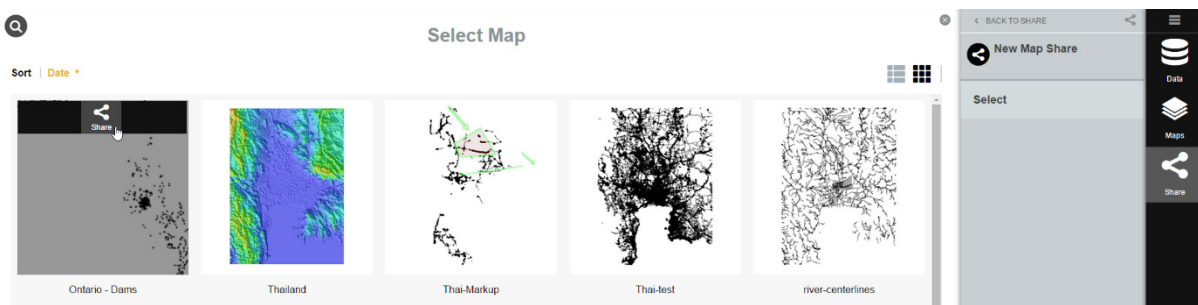 Select Map
Sort | Date
Share
Ontario - Dams
Thailand
Thai-Markup
Thai-test
river-centerlines
< BACK TO SHARE
New Map Share
Select
Data
Maps
Share